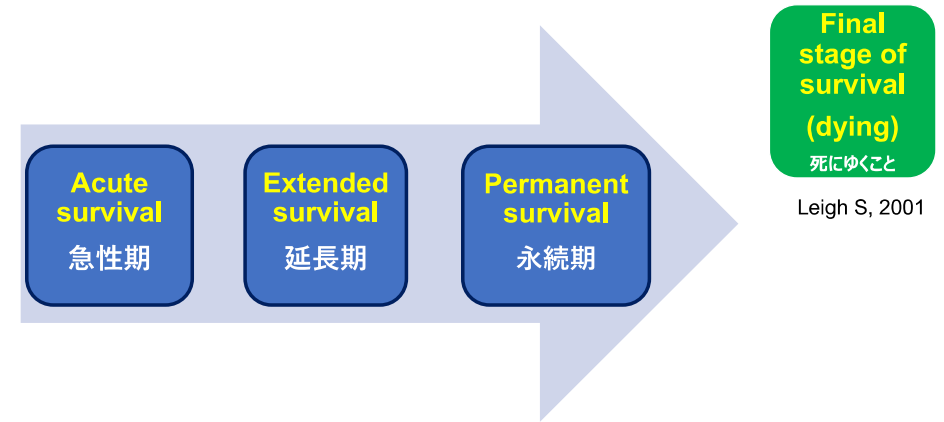 Acute
survival
急性期
Extended
survival
延長期
Permanent
survival
永続期
Final
stage of
survival
(dying)
死にゆくこと
Leigh S, 2001